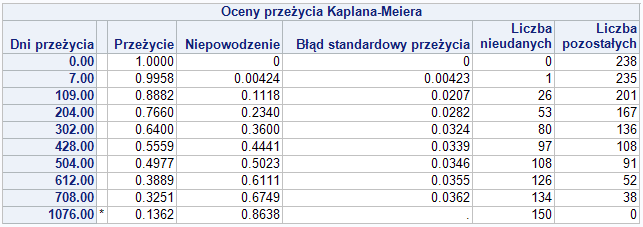 Oceny przeżycia Kaplana-Meiera
Dni przeżycia Przeżycie Niepowodzenie Błąd standardowy przeżycia Liczba nieudanych Liczba pozostałych
0.00 1.0000 0 0 0 238
7.00 0.9958 0.00424 0.00423 1 235
109.00 0.8882 0.1118 0.0207 26 201
204.00 0.7660 0.2340 0.0282 53 167
302.00 0.6400 0.3600 0.0324 80 136
428.00 0.5559 0.4441 0.0339 97 108
504.00 0.4977 0.5023 0.0346 108 91
612.00 0.3889 0.6111 0.0355 126 52
708.00 0.3251 0.6749 0.0362 134 38
1076.00 * 0.1362 0.8638 . 150 0